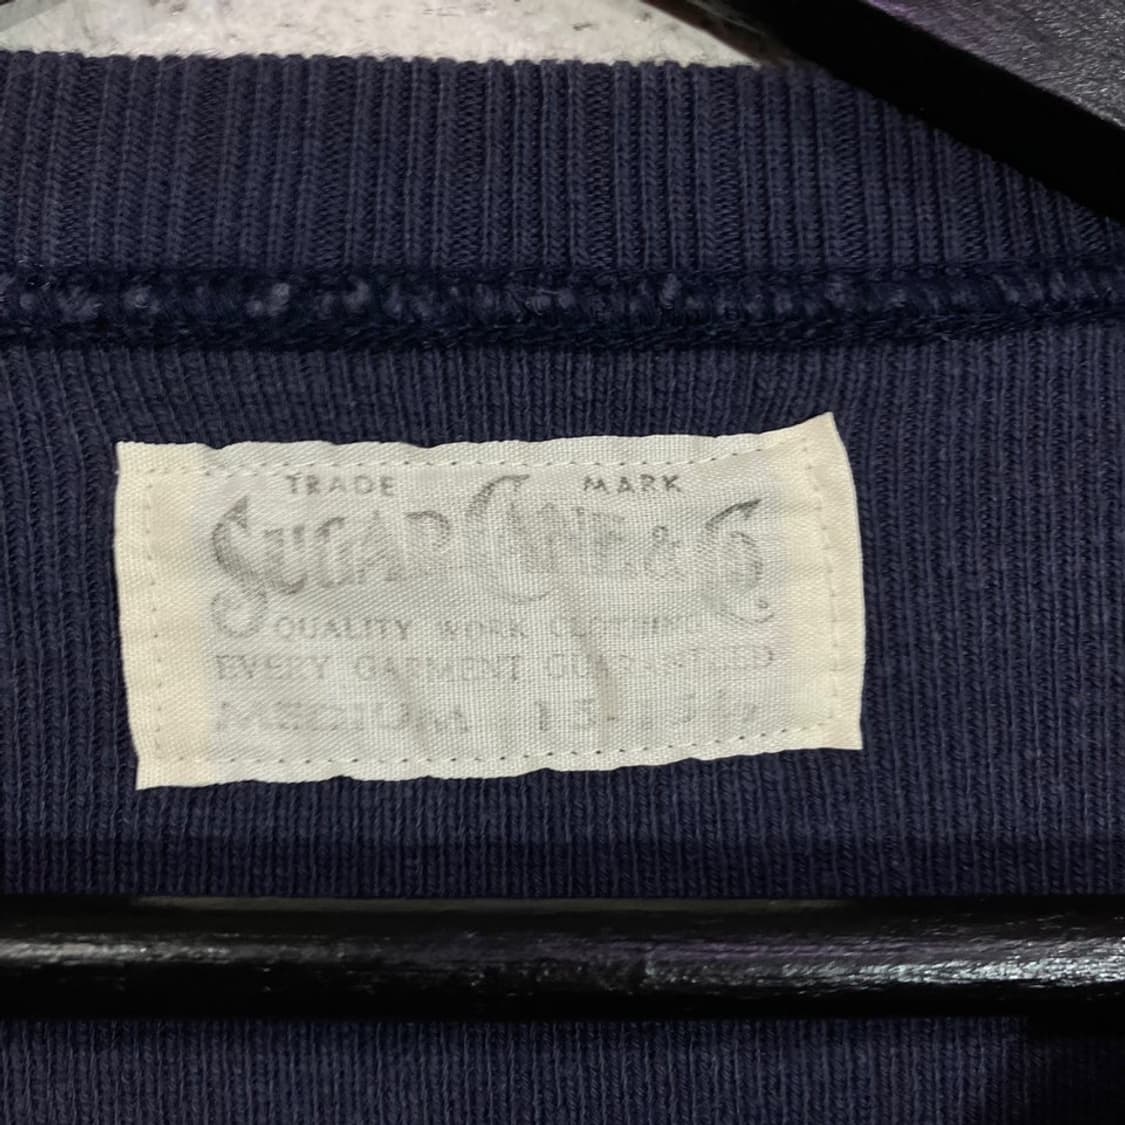 TRADE MARK
SUGAR CANE & Co
QUALITY WORK CLOTHING
EVERY GARMENT GUARANTEED
MEDIUM